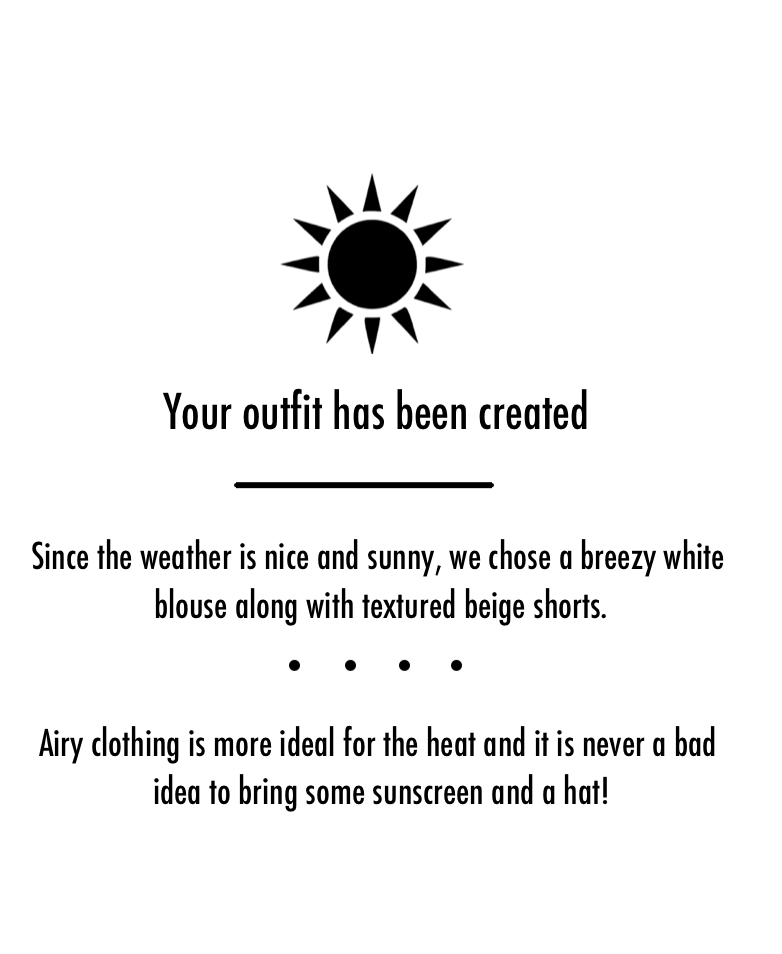 Your outfit has been created
Since the weather is nice and sunny, we chose a breezy white
blouse along with textured beige shorts.
Airy clothing is more ideal for the heat and it is never a bad
idea to bring some sunscreen and a hat!